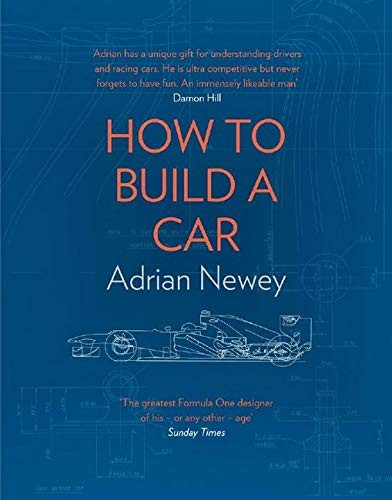 'Adrian has a unique gift for understanding drivers
and racing cars. He is ultra competitive but never
forgets to have fun. An immensely likeable man'
Damon Hill
HOW TO
BUILD A
CAR
Adrian Newey
'The greatest Formula One designer
of his – or any other – age'
Sunday Times